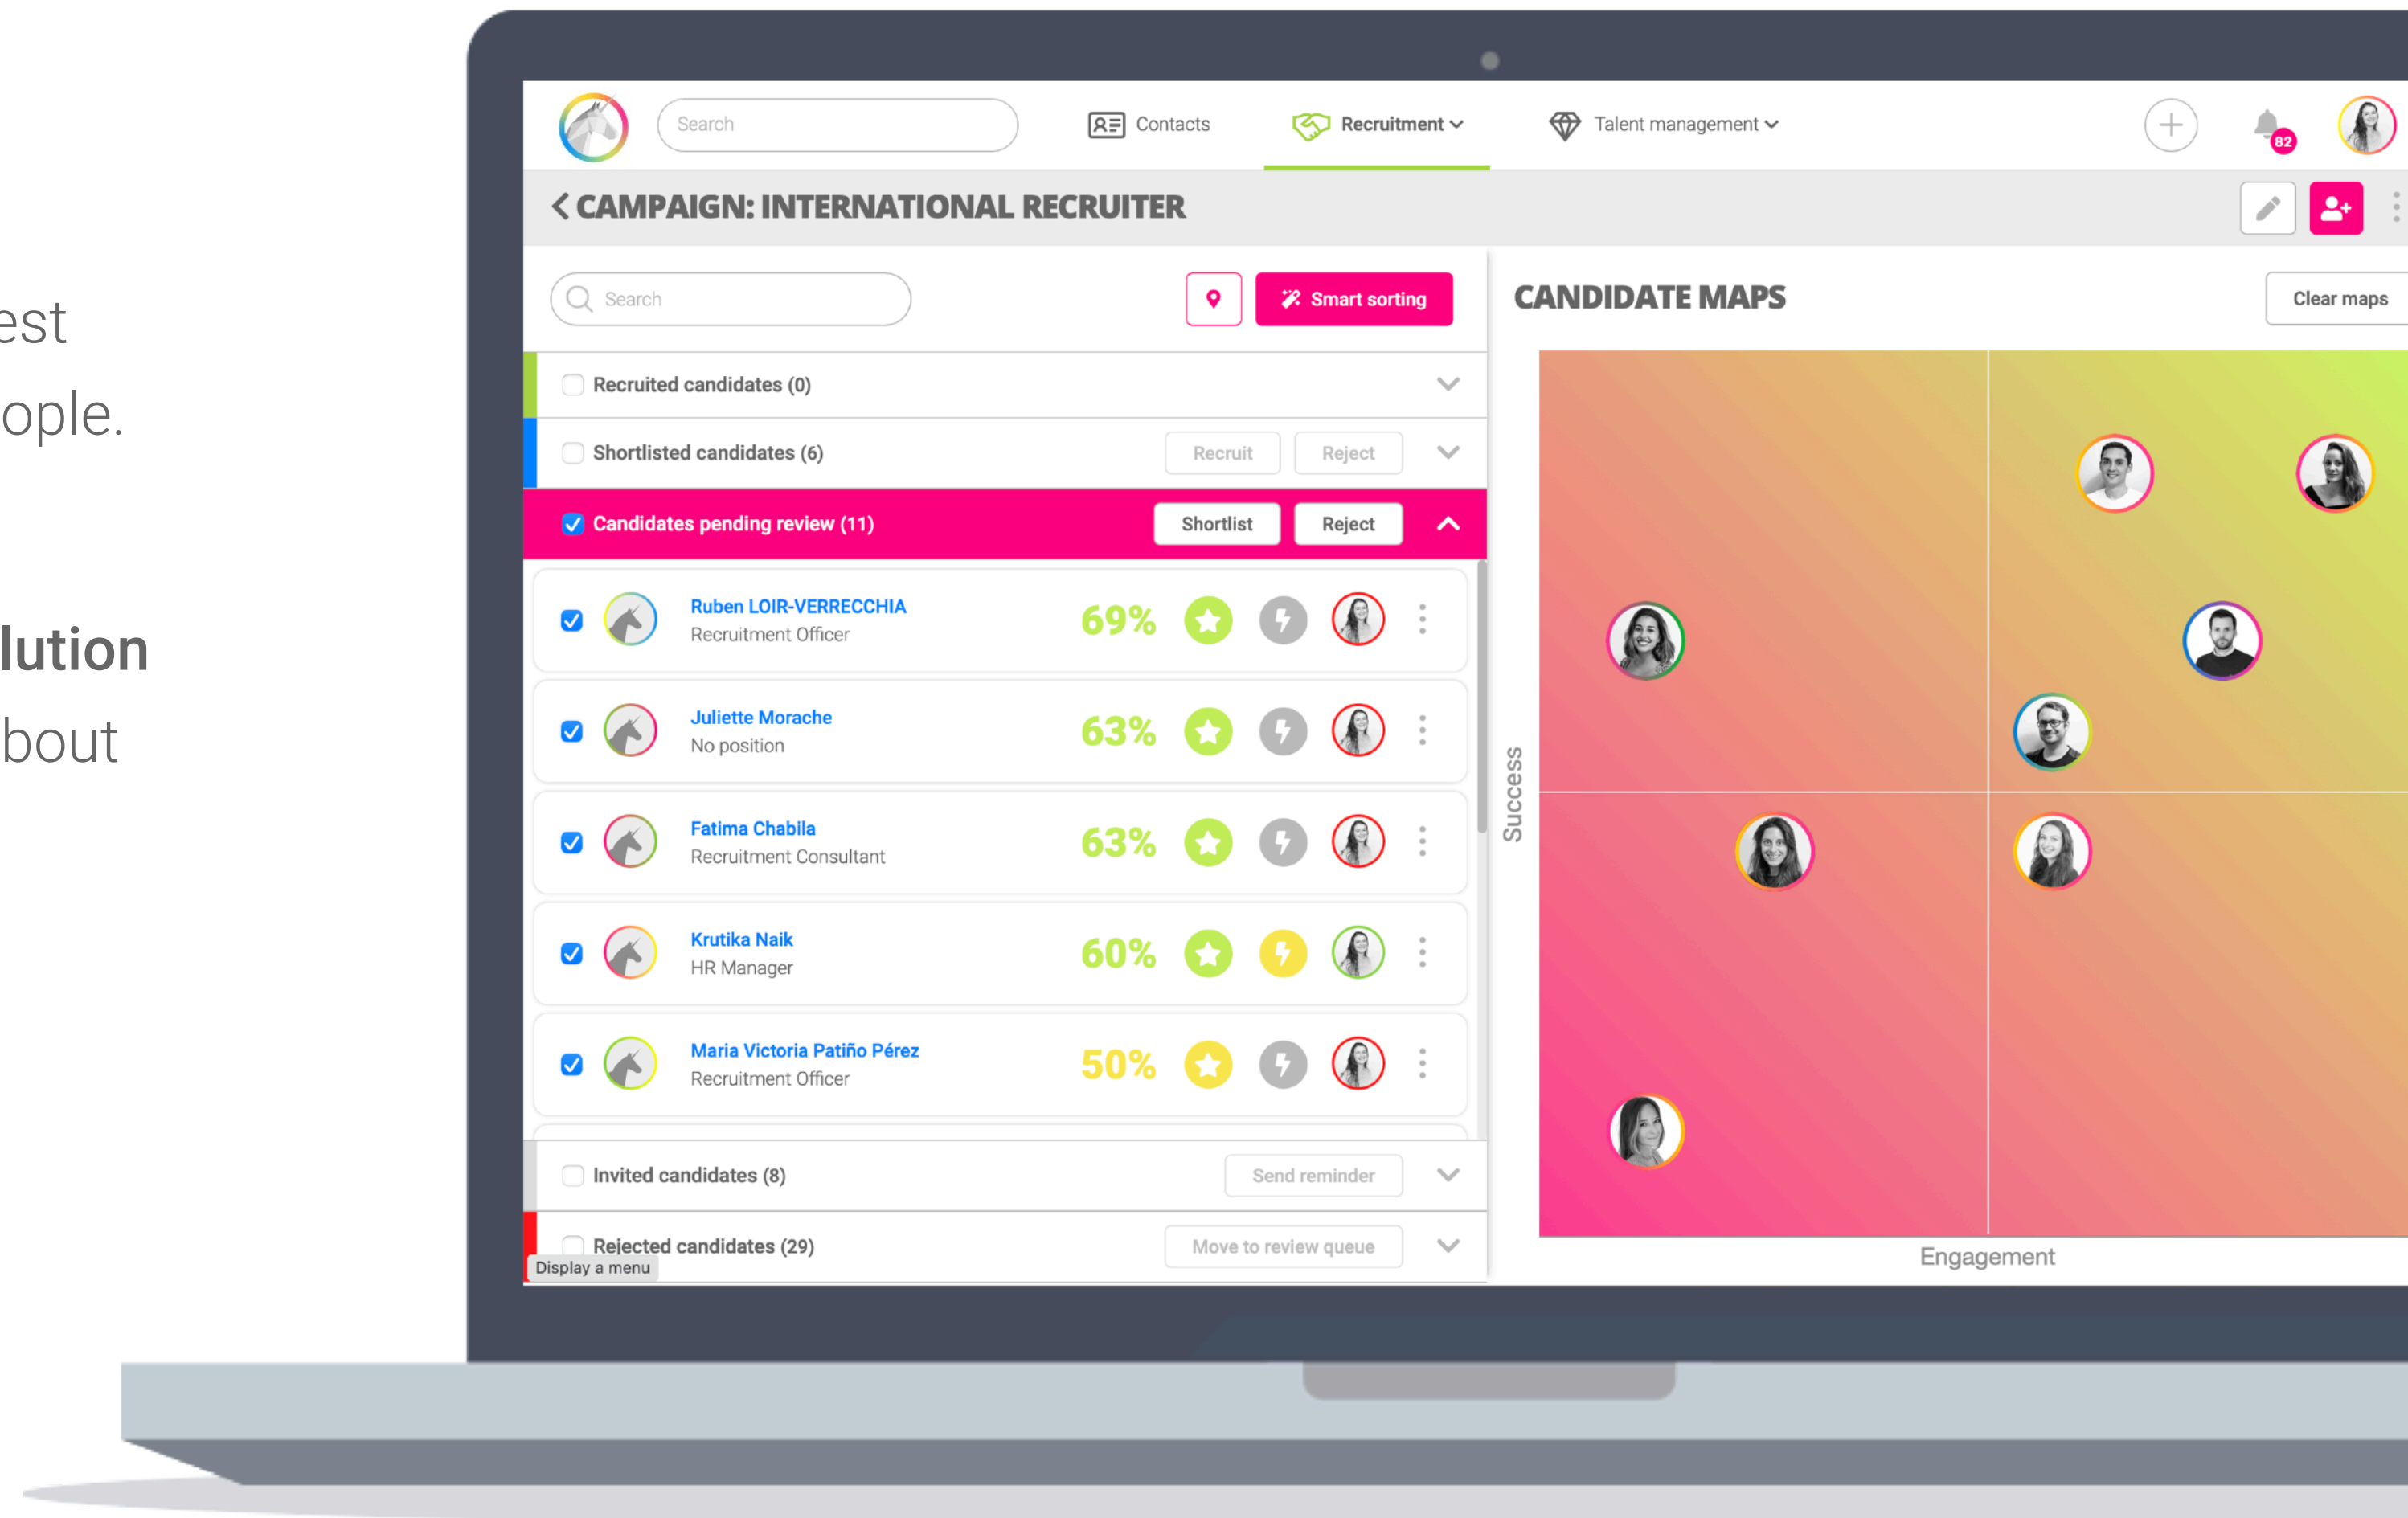 est
ople.
lution
bout
Search
Contacts
Recruitment
Talent management
82
CAMPAIGN: INTERNATIONAL RECRUITER
Search
Smart sorting
Recruited candidates (0)
Shortlisted candidates (6)
Recruit
Reject
Candidates pending review (11)
Shortlist
Reject
Ruben LOIR-VERRECCHIA
Recruitment Officer
69%
Juliette Morache
No position
63%
Fatima Chabila
Recruitment Consultant
63%
Krutika Naik
HR Manager
60%
Maria Victoria Patiño Pérez
Recruitment Officer
50%
Invited candidates (8)
Send reminder
Rejected candidates (29)
Move to review queue
Display a menu
CANDIDATE MAPS
Clear maps
Success
Engagement